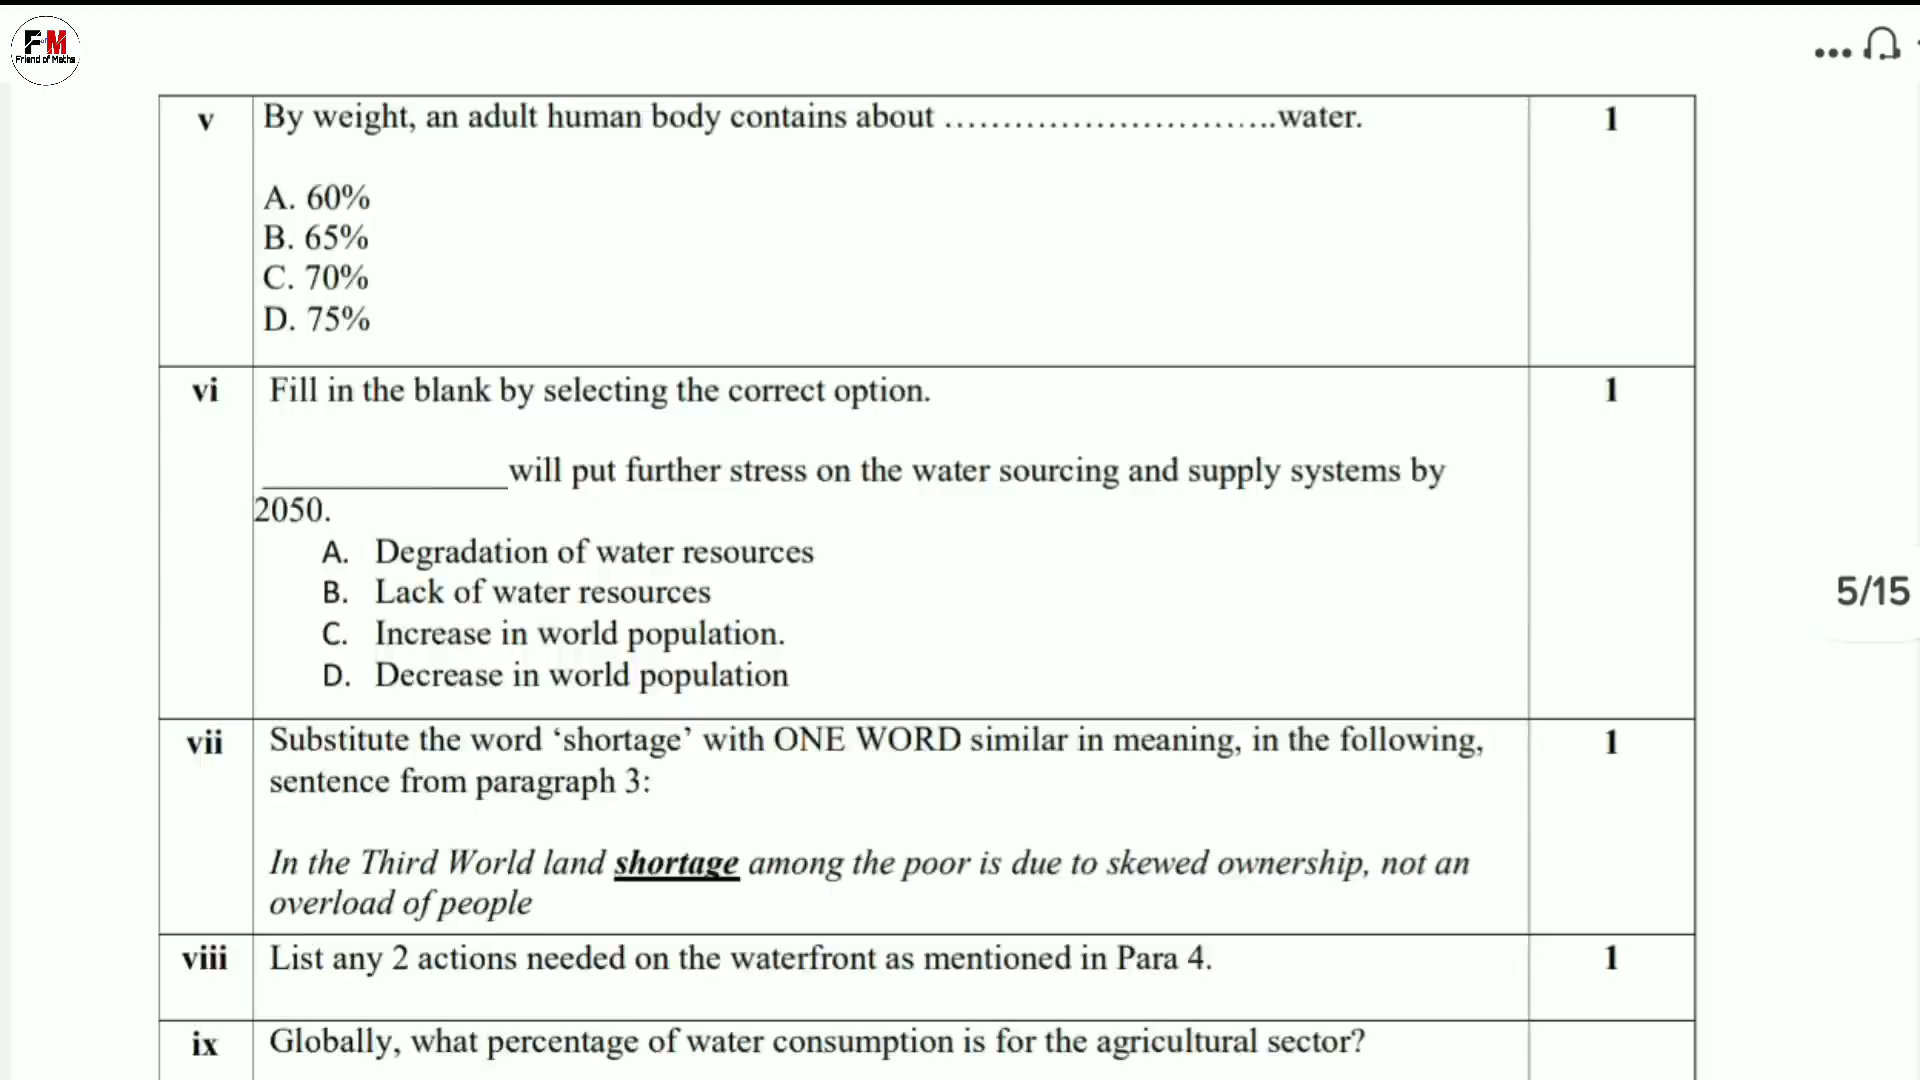 FM
Friend of Maths
v By weight, an adult human body contains about ................................water. 1
A. 60%
B. 65%
C. 70%
D. 75%
vi Fill in the blank by selecting the correct option. 1
______________will put further stress on the water sourcing and supply systems by
2050.
A. Degradation of water resources
B. Lack of water resources
C. Increase in world population.
D. Decrease in world population
5/15
vii Substitute the word ‘shortage’ with ONE WORD similar in meaning, in the following, 1
sentence from paragraph 3:
In the Third World land shortage among the poor is due to skewed ownership, not an
overload of people
viii List any 2 actions needed on the waterfront as mentioned in Para 4. 1
ix Globally, what percentage of water consumption is for the agricultural sector?